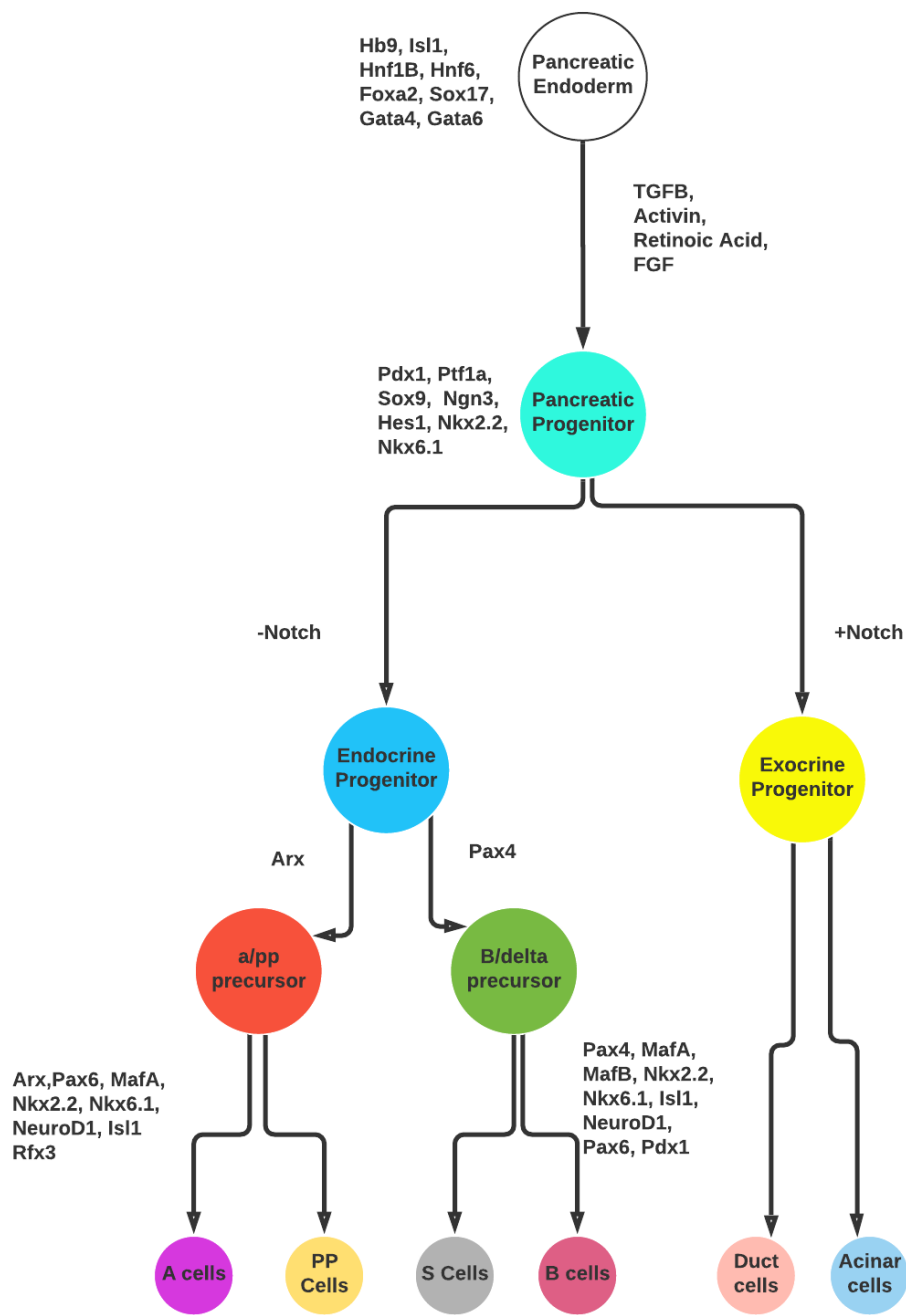 Hb9, Isl1,
Hnf1B, Hnf6,
Foxa2, Sox17,
Gata4, Gata6
Pancreatic
Endoderm
TGFB,
Activin,
Retinoic Acid,
FGF
Pdx1, Ptf1a,
Sox9, Ngn3,
Hes1, Nkx2.2,
Nkx6.1
Pancreatic
Progenitor
-Notch
+Notch
Endocrine
Progenitor
Exocrine
Progenitor
Arx
Pax4
a/pp
precursor
B/delta
precursor
Arx,Pax6, MafA,
Nkx2.2, Nkx6.1,
NeuroD1, Isl1
Rfx3
Pax4, MafA,
MafB, Nkx2.2,
Nkx6.1, Isl1,
NeuroD1,
Pax6, Pdx1
A cells
PP
Cells
S Cells
B cells
Duct
cells
Acinar
cells